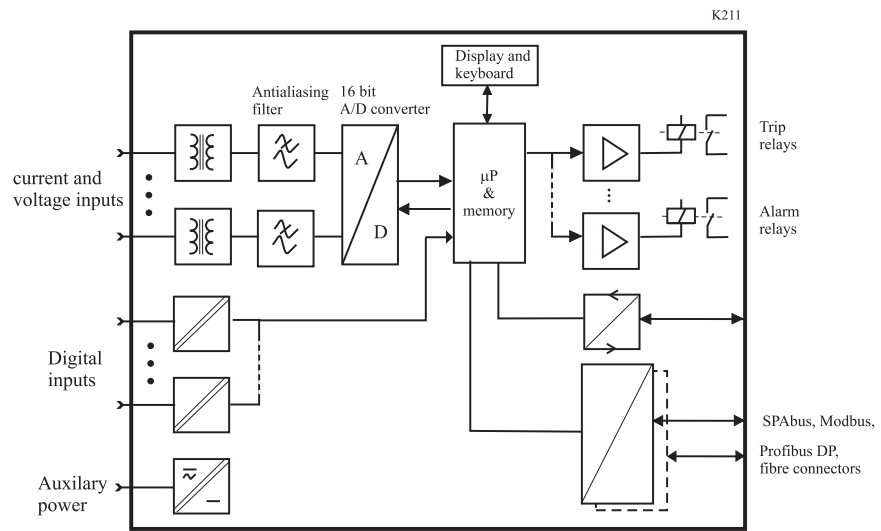 K211
Display and
keyboard
Antialiasing
filter
16 bit
A/D converter
current and
voltage inputs
A
D
µP
&
memory
Trip
relays
Alarm
relays
Digital
inputs
SPAbus, Modbus,
Profibus DP,
fibre connectors
Auxilary
power